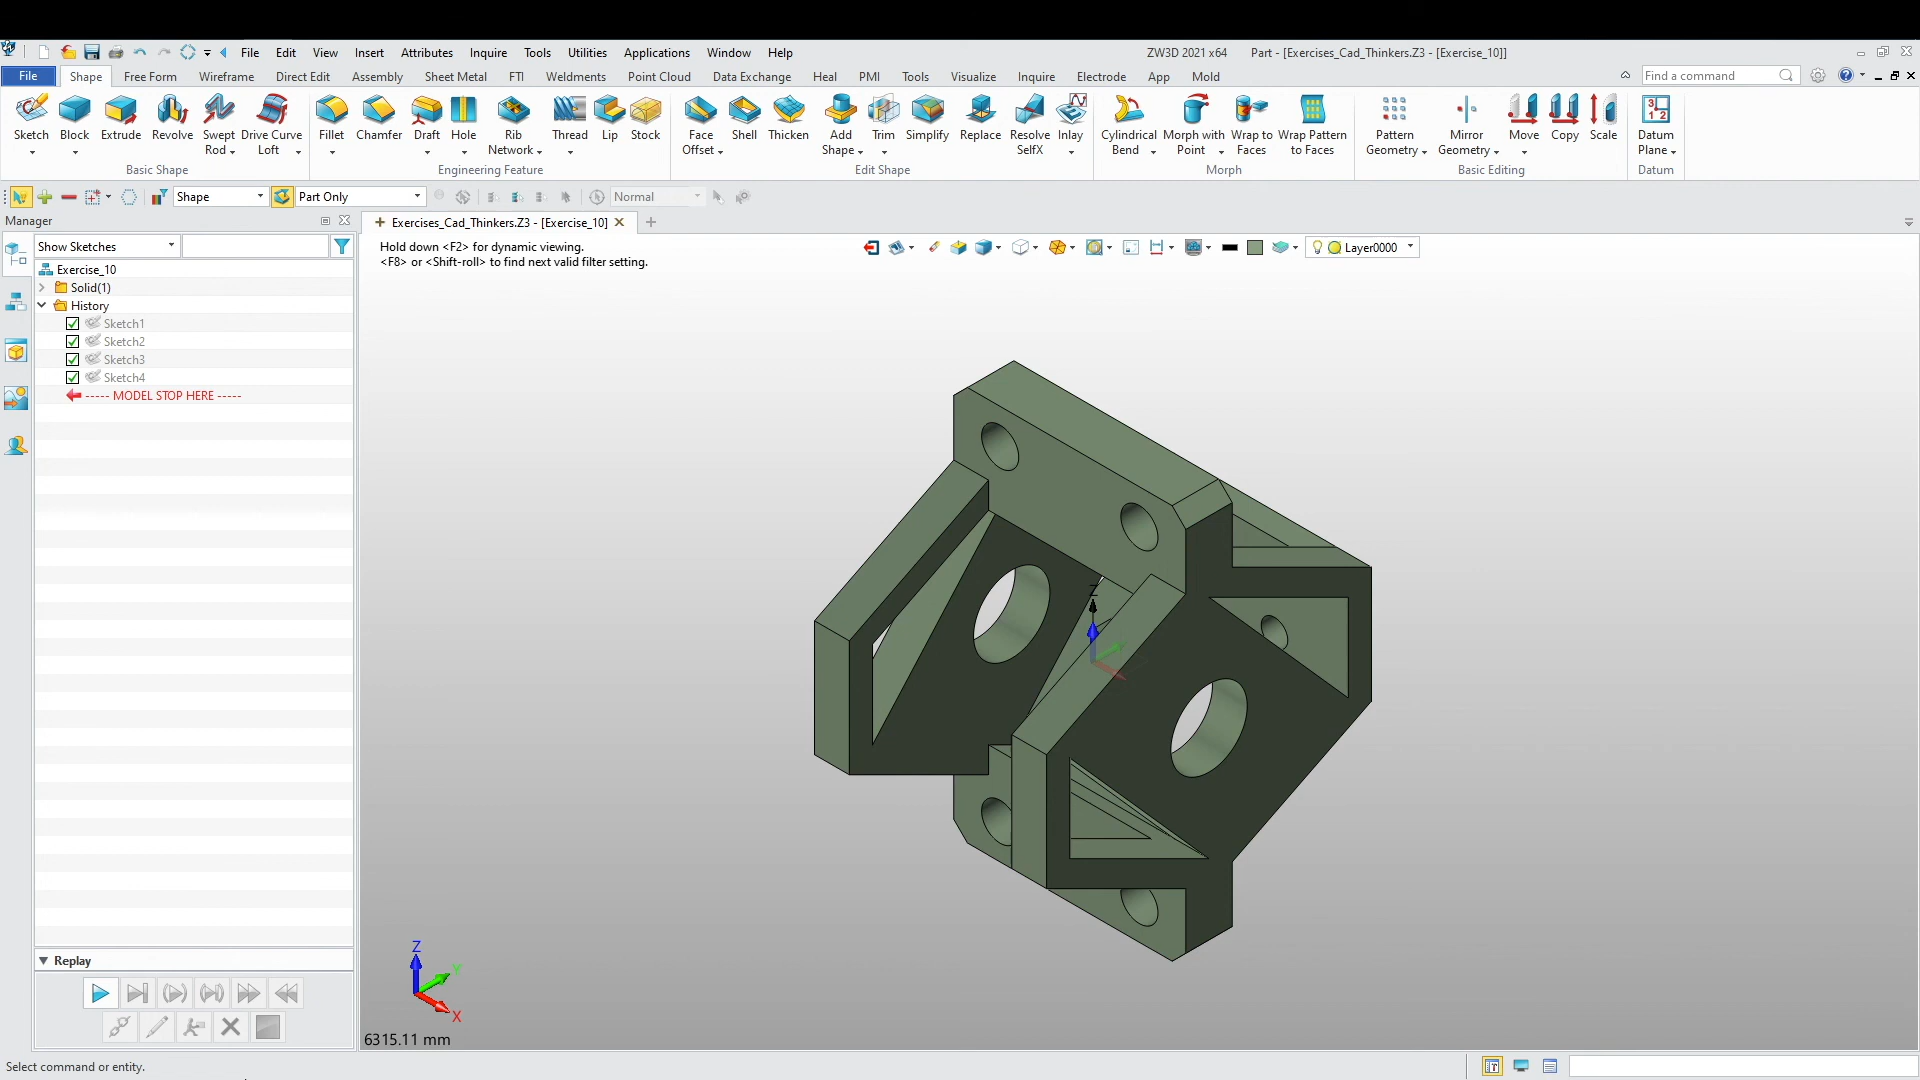 File Edit View Insert Attributes Inquire Tools Utilities Applications Window Help ZW3D 2021 x64 Part - [Exercises_Cad_Thinkers.Z3 - [Exercise_10]]
File Shape Free Form Wireframe Direct Edit Assembly Sheet Metal FTI Weldments Point Cloud Data Exchange Heal PMI Tools Visualize Inquire Electrode App Mold Find a command
Sketch Block Extrude Revolve Swept Rod Drive Curve Loft
Basic Shape
Fillet Chamfer Draft Hole Rib Network Thread Lip Stock
Engineering Feature
Face Offset Shell Thicken Add Shape Trim Simplify Replace Resolve SelfX Inlay
Edit Shape
Cylindrical Bend Morph with Point Wrap to Faces Wrap Pattern to Faces
Morph
Pattern Geometry Mirror Geometry Move Copy Scale
Basic Editing
Datum Plane
Datum
Shape Part Only Normal
Manager
Exercises_Cad_Thinkers.Z3 - [Exercise_10]
Show Sketches
Hold down <F2> for dynamic viewing.
<F8> or <Shift-roll> to find next valid filter setting.
Layer0000
Exercise_10
Solid(1)
History
Sketch1
Sketch2
Sketch3
Sketch4
----- MODEL STOP HERE -----
Z
Replay
Z
Y
X
6315.11 mm
Select command or entity.